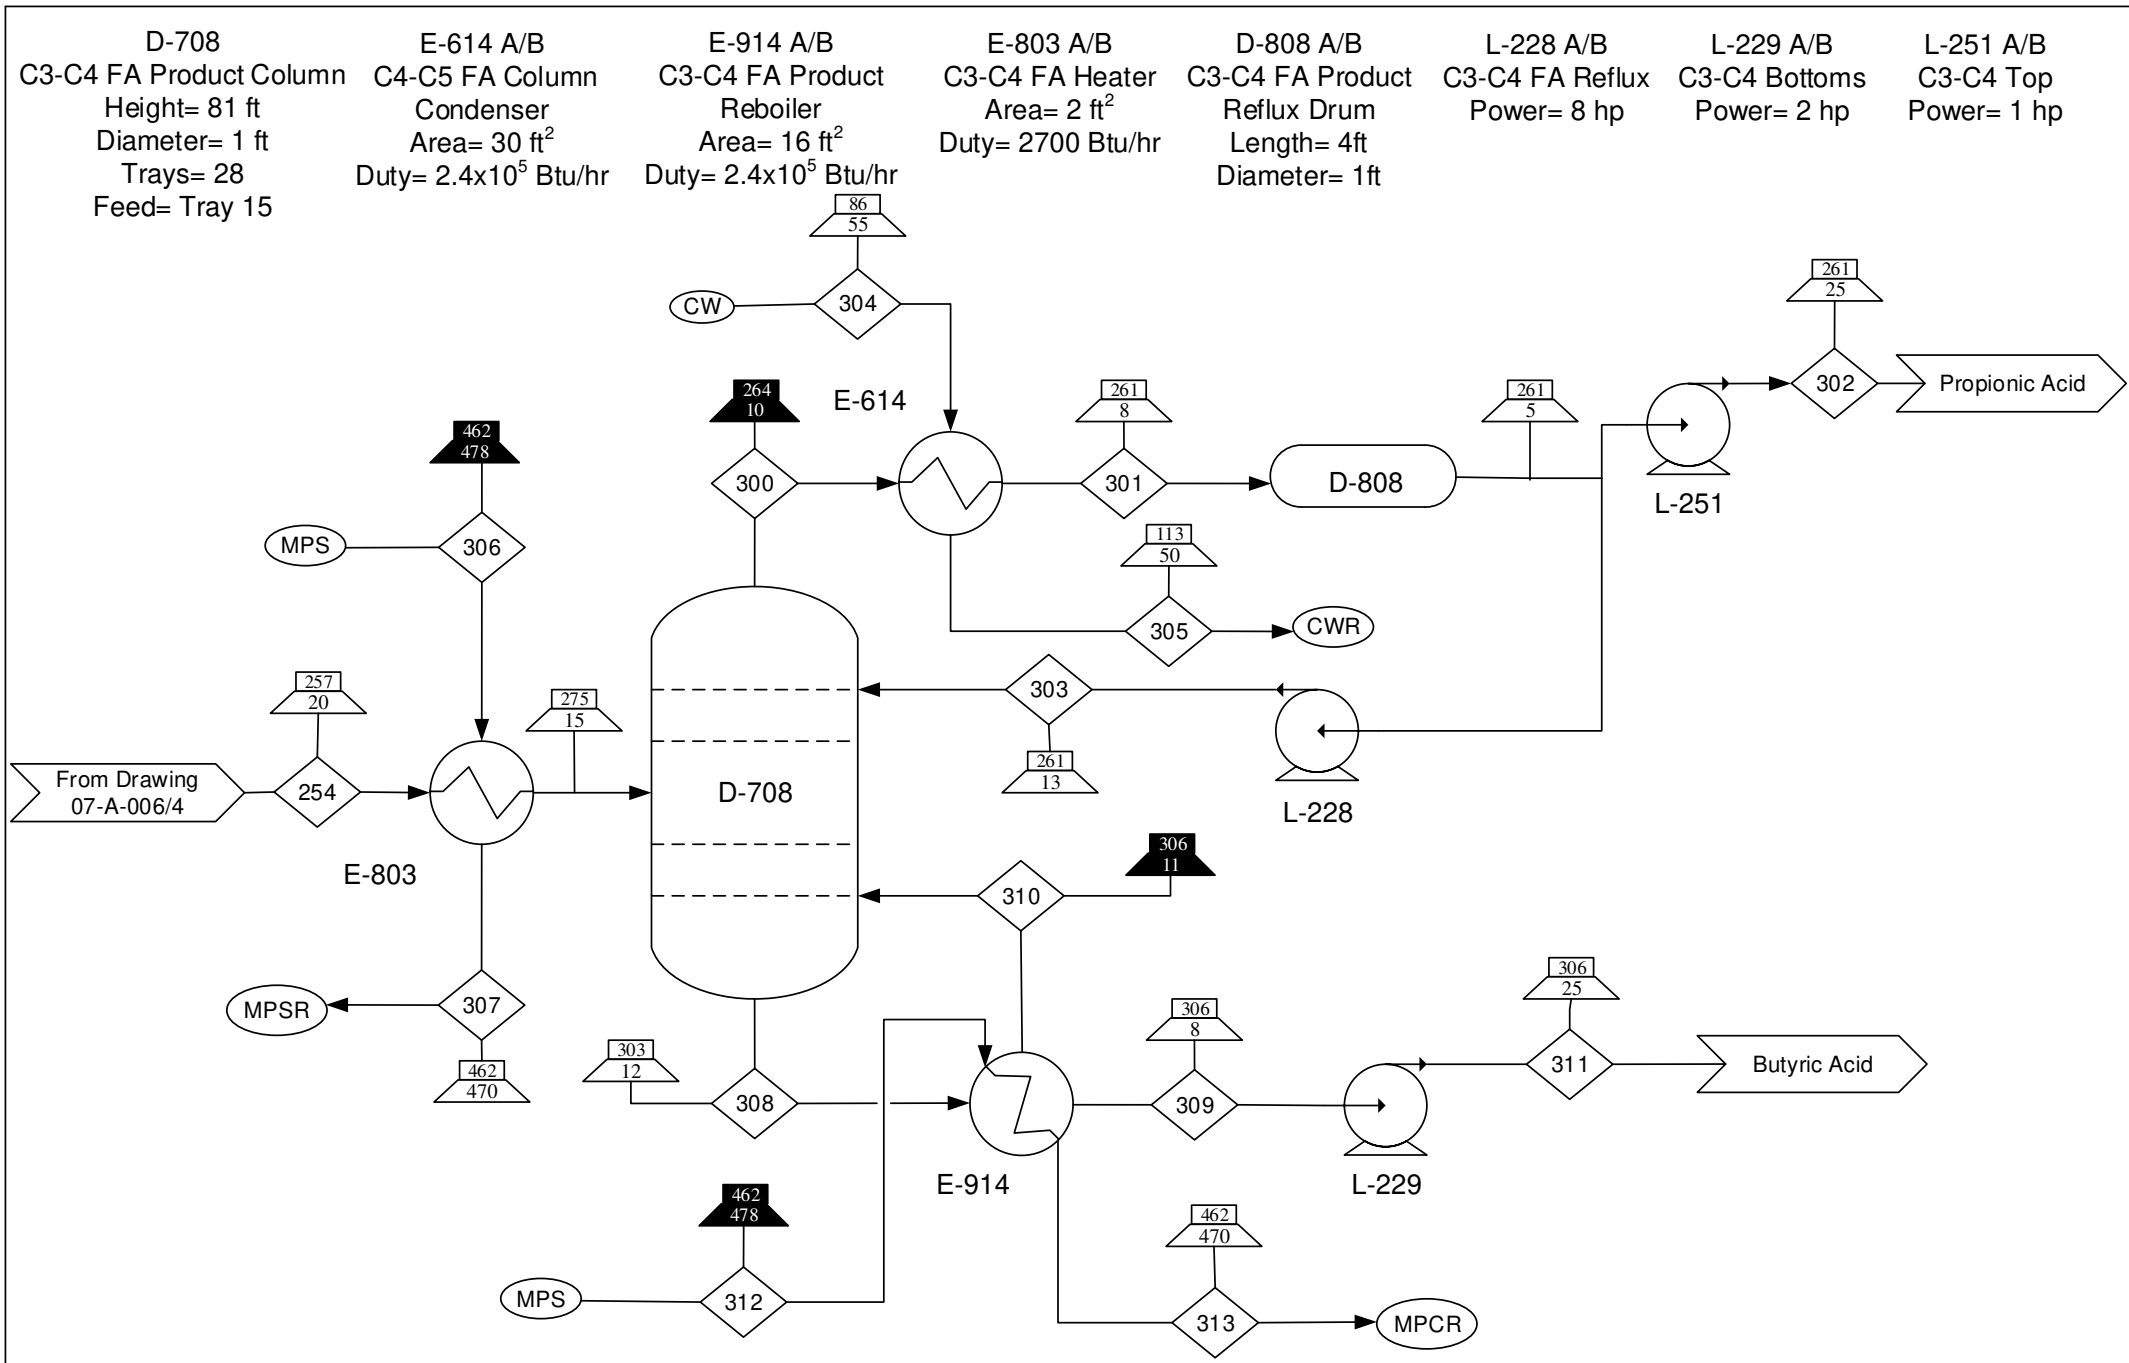 D-708
C3-C4 FA Product Column
Height= 81 ft
Diameter= 1 ft
Trays= 28
Feed= Tray 15
E-614 A/B
C4-C5 FA Column
Condenser
Area= 30 ft²
Duty= 2.4x10⁵ Btu/hr
E-914 A/B
C3-C4 FA Product
Reboiler
Area= 16 ft²
Duty= 2.4x10⁵ Btu/hr
E-803 A/B
C3-C4 FA Heater
Area= 2 ft²
Duty= 2700 Btu/hr
D-808 A/B
C3-C4 FA Product
Reflux Drum
Length= 4ft
Diameter= 1ft
L-228 A/B
C3-C4 FA Reflux
Power= 8 hp
L-229 A/B
C3-C4 Bottoms
Power= 2 hp
L-251 A/B
C3-C4 Top
Power= 1 hp
86
55
CW
304
261
25
302
Propionic Acid
264
10
E-614
261
8
261
5
462
478
300
301
D-808
L-251
MPS
306
113
50
305
CWR
257
20
275
15
303
261
13
From Drawing
07-A-006/4
254
D-708
L-228
E-803
306
11
310
MPSR
307
462
470
303
12
308
306
8
309
306
25
311
Butyric Acid
E-914
L-229
462
478
MPS
312
462
470
313
MPCR